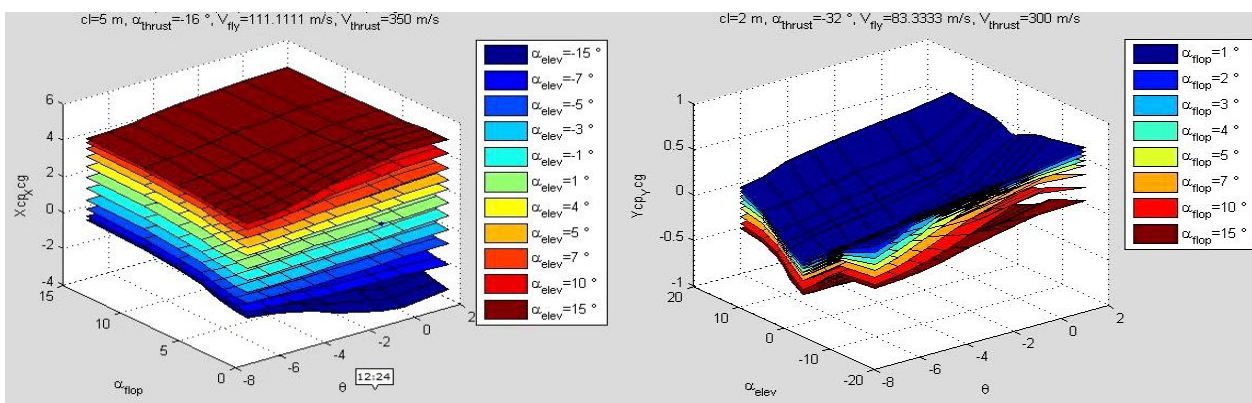 cl=5 m, α_thrust=-16 °, V_fly=111.1111 m/s, V_thrust=350 m/s
6
4
2
0
-2
-4
Xcp_Xcg
15
10
5
0
α_flop
-8
-6
-4
-2
0
2
θ
12:24
α_elev=-15 °
α_elev=-7 °
α_elev=-5 °
α_elev=-3 °
α_elev=-1 °
α_elev=1 °
α_elev=4 °
α_elev=5 °
α_elev=7 °
α_elev=10 °
α_elev=15 °
cl=2 m, α_thrust=-32 °, V_fly=83.3333 m/s, V_thrust=300 m/s
1
0.5
0
-0.5
-1
Ycp_Ycg
20
10
0
-10
-20
α_elev
-8
-6
-4
-2
0
2
θ
α_flop=1 °
α_flop=2 °
α_flop=3 °
α_flop=4 °
α_flop=5 °
α_flop=7 °
α_flop=10 °
α_flop=15 °